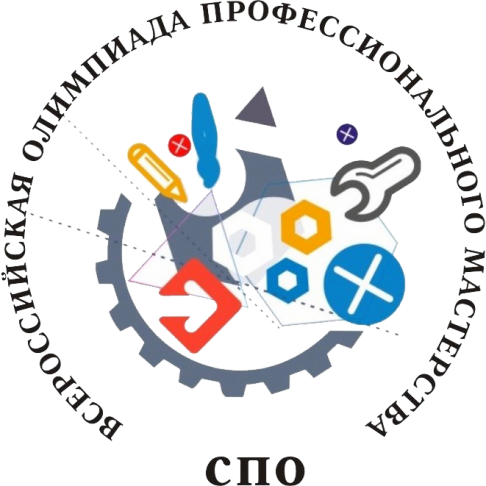 ВСЕРОССИЙСКАЯ ОЛИМПИАДА ПРОФЕССИОНАЛЬНОГО МАСТЕРСТВА
СПО